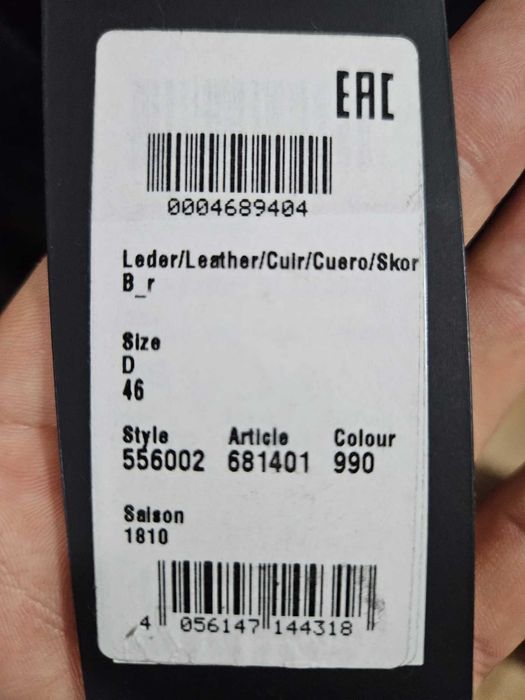 EAC
0004689404
Leder/Leather/Cuir/Cuero/Skor
B_r
Size
D
46
Style Article Colour
556002 681401 990
Saison
1810
4 056147 144318